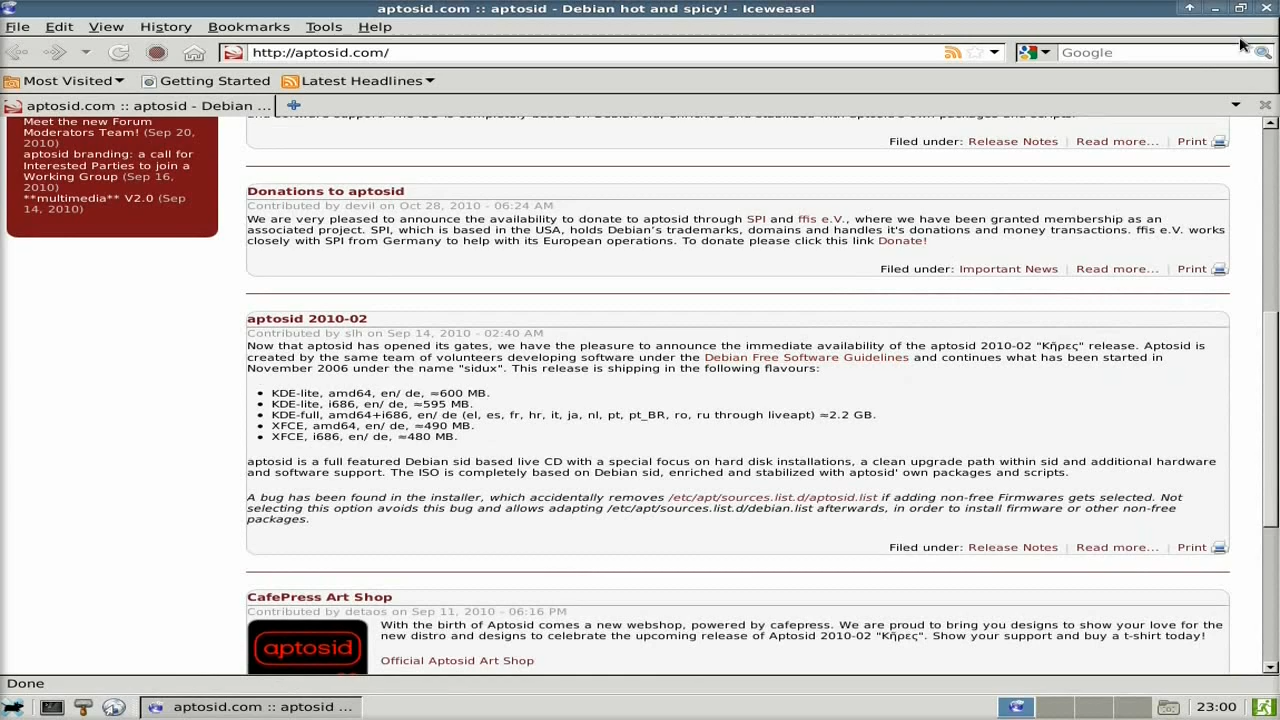 aptosid.com :: aptosid - Debian hot and spicy! - Iceweasel
File Edit View History Bookmarks Tools Help
http://aptosid.com/
Google
Most Visited Getting Started Latest Headlines
aptosid.com :: aptosid - Debian ...
Meet the new Forum
Moderators Team! (Sep 20,
2010)
aptosid branding: a call for
Interested Parties to join a
Working Group (Sep 16,
2010)
**multimedia** V2.0 (Sep
14, 2010)
and software support. The ISO is completely based on Debian sid, enriched and stabilized with aptosid's own packages and scripts.
Filed under: Release Notes | Read more... | Print
Donations to aptosid
Contributed by devil on Oct 28, 2010 - 06:24 AM
We are very pleased to announce the availability to donate to aptosid through SPI and ffis e.V., where we have been granted membership as an
associated project. SPI, which is based in the USA, holds Debian's trademarks, domains and handles it's donations and money transactions. ffis e.V. works
closely with SPI from Germany to help with its European operations. To donate please click this link Donate!
Filed under: Important News | Read more... | Print
aptosid 2010-02
Contributed by slh on Sep 14, 2010 - 02:40 AM
Now that aptosid has opened its gates, we have the pleasure to announce the immediate availability of the aptosid 2010-02 "Κῆρες" release. Aptosid is
created by the same team of volunteers developing software under the Debian Free Software Guidelines and continues what has been started in
November 2006 under the name "sidux". This release is shipping in the following flavours:
• KDE-lite, amd64, en/ de, ≈600 MB.
• KDE-lite, i686, en/ de, ≈595 MB.
• KDE-full, amd64+i686, en/ de (el, es, fr, hr, it, ja, nl, pt, pt_BR, ro, ru through liveapt) ≈2.2 GB.
• XFCE, amd64, en/ de, ≈490 MB.
• XFCE, i686, en/ de, ≈480 MB.
aptosid is a full featured Debian sid based live CD with a special focus on hard disk installations, a clean upgrade path within sid and additional hardware
and software support. The ISO is completely based on Debian sid, enriched and stabilized with aptosid' own packages and scripts.
A bug has been found in the installer, which accidentally removes /etc/apt/sources.list.d/aptosid.list if adding non-free Firmwares gets selected. Not
selecting this option avoids this bug and allows adapting /etc/apt/sources.list.d/debian.list afterwards, in order to install firmware or other non-free
packages.
Filed under: Release Notes | Read more... | Print
CafePress Art Shop
Contributed by detaos on Sep 11, 2010 - 06:16 PM
With the birth of Aptosid comes a new webshop, powered by cafepress. We are proud to bring you designs to show your love for the
new distro and designs to celebrate the upcoming release of Aptosid 2010-02 "Κῆρες". Show your support and buy a t-shirt today!
aptosid
Official Aptosid Art Shop
Done
aptosid.com :: aptosid ...
23:00